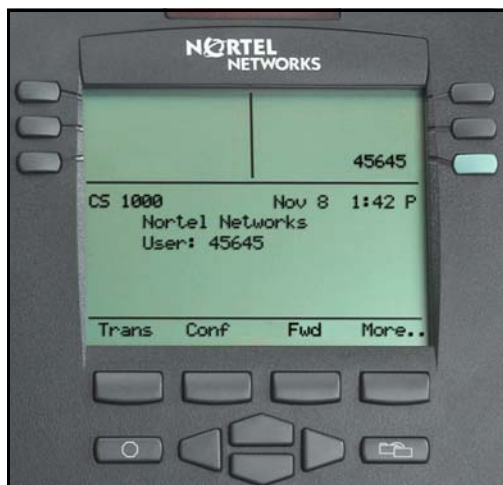 NORTEL
NETWORKS
45645
CS 1000 Nov 8 1:42 P
Nortel Networks
User: 45645
Trans Conf Fwd More..